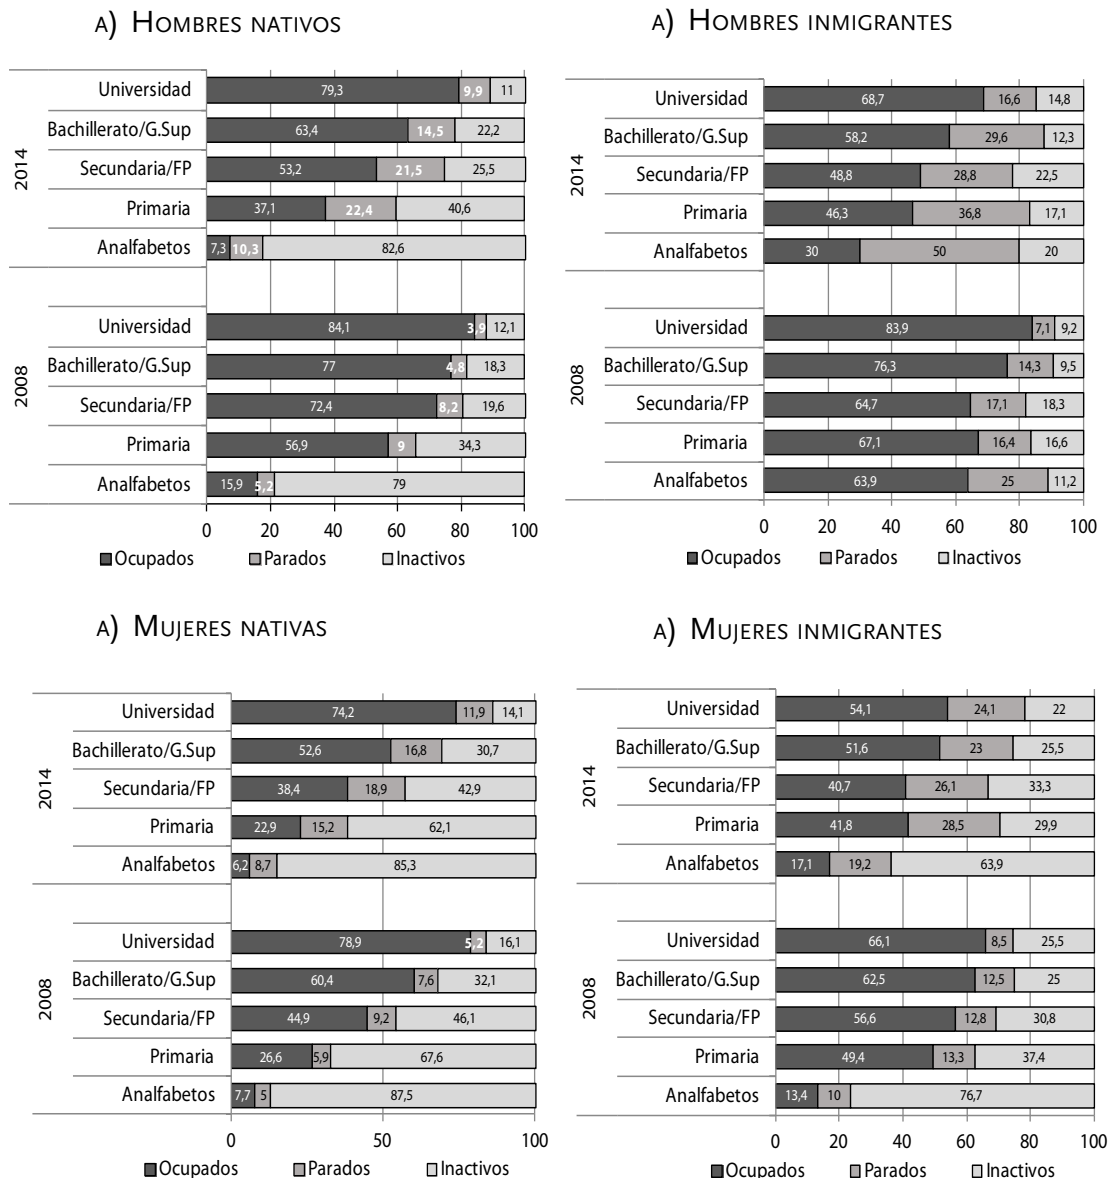 A) HOMBRES NATIVOS
2014
Universidad 79,3 9,9 11
Bachillerato/G.Sup 63,4 14,5 22,2
Secundaria/FP 53,2 21,5 25,5
Primaria 37,1 22,4 40,6
Analfabetos 7,3 10,3 82,6
2008
Universidad 84,1 3,9 12,1
Bachillerato/G.Sup 77 4,8 18,3
Secundaria/FP 72,4 8,2 19,6
Primaria 56,9 9 34,3
Analfabetos 15,9 5,2 79
0 20 40 60 80 100
Ocupados Parados Inactivos
A) HOMBRES INMIGRANTES
2014
Universidad 68,7 16,6 14,8
Bachillerato/G.Sup 58,2 29,6 12,3
Secundaria/FP 48,8 28,8 22,5
Primaria 46,3 36,8 17,1
Analfabetos 30 50 20
2008
Universidad 83,9 7,1 9,2
Bachillerato/G.Sup 76,3 14,3 9,5
Secundaria/FP 64,7 17,1 18,3
Primaria 67,1 16,4 16,6
Analfabetos 63,9 25 11,2
0 20 40 60 80 100
Ocupados Parados Inactivos
A) MUJERES NATIVAS
2014
Universidad 74,2 11,9 14,1
Bachillerato/G.Sup 52,6 16,8 30,7
Secundaria/FP 38,4 18,9 42,9
Primaria 22,9 15,2 62,1
Analfabetos 6,2 8,7 85,3
2008
Universidad 78,9 5,2 16,1
Bachillerato/G.Sup 60,4 7,6 32,1
Secundaria/FP 44,9 9,2 46,1
Primaria 26,6 5,9 67,6
Analfabetos 7,7 5 87,5
0 50 100
Ocupados Parados Inactivos
A) MUJERES INMIGRANTES
2014
Universidad 54,1 24,1 22
Bachillerato/G.Sup 51,6 23 25,5
Secundaria/FP 40,7 26,1 33,3
Primaria 41,8 28,5 29,9
Analfabetos 17,1 19,2 63,9
2008
Universidad 66,1 8,5 25,5
Bachillerato/G.Sup 62,5 12,5 25
Secundaria/FP 56,6 12,8 30,8
Primaria 49,4 13,3 37,4
Analfabetos 13,4 10 76,7
0 20 40 60 80 100
Ocupados Parados Inactivos